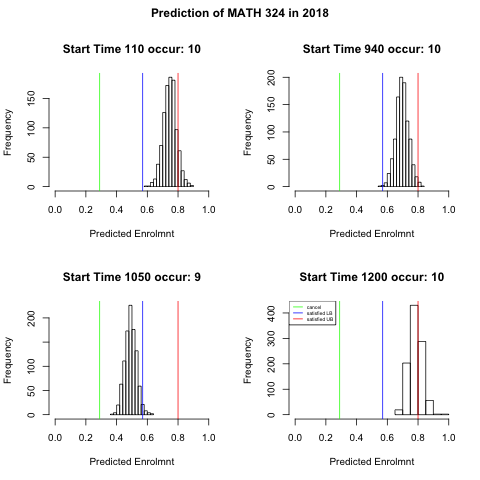 Prediction of MATH 324 in 2018
Start Time 110 occur: 10
Frequency
150
100
50
0
0.0 0.2 0.4 0.6 0.8 1.0
Predicted Enrolmnt
Start Time 940 occur: 10
Frequency
200
150
100
50
0
0.0 0.2 0.4 0.6 0.8 1.0
Predicted Enrolmnt
Start Time 1050 occur: 9
Frequency
200
100
50
0
0.0 0.2 0.4 0.6 0.8 1.0
Predicted Enrolmnt
Start Time 1200 occur: 10
cancel
satisfied LB
satisfied UB
Frequency
400
300
200
100
0
0.0 0.2 0.4 0.6 0.8 1.0
Predicted Enrolmnt